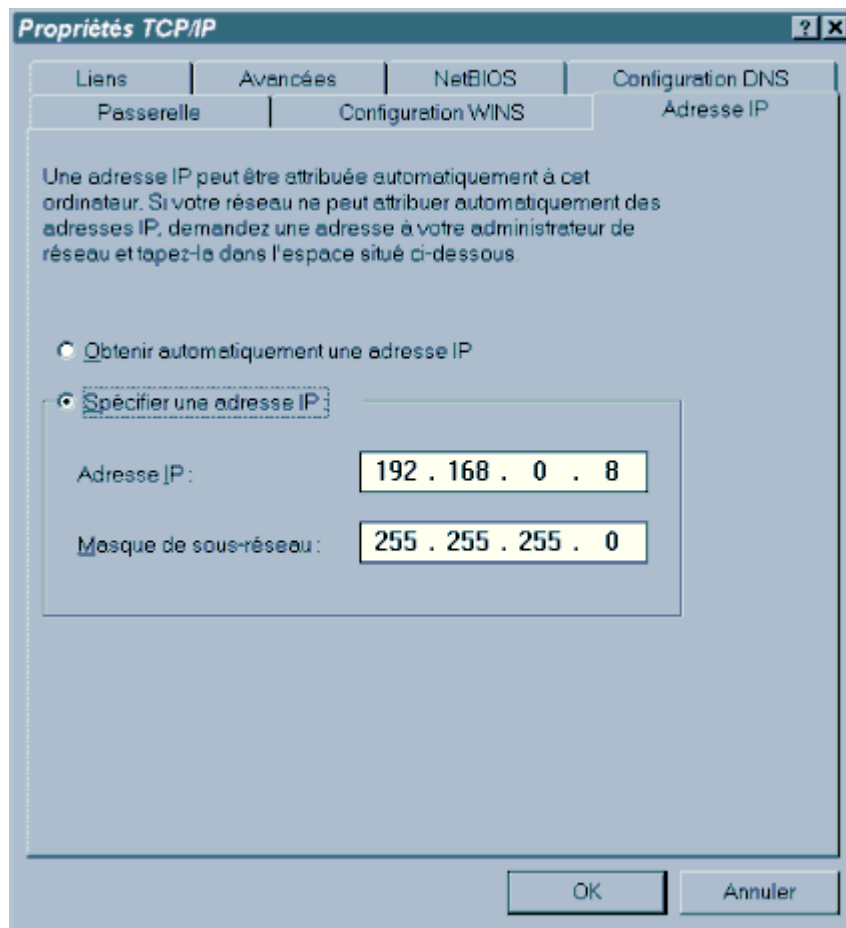 Propriétés TCP/IP
Liens Avancées NetBIOS Configuration DNS
Passerelle Configuration WINS Adresse IP
Une adresse IP peut être attribuée automatiquement à cet
ordinateur. Si votre réseau ne peut attribuer automatiquement des
adresses IP, demandez une adresse à votre administrateur de
réseau et tapez-la dans l'espace situé ci-dessous.
Obtenir automatiquement une adresse IP
Spécifier une adresse IP :
Adresse IP : 192 . 168 . 0 . 8
Masque de sous-réseau : 255 . 255 . 255 . 0
OK Annuler